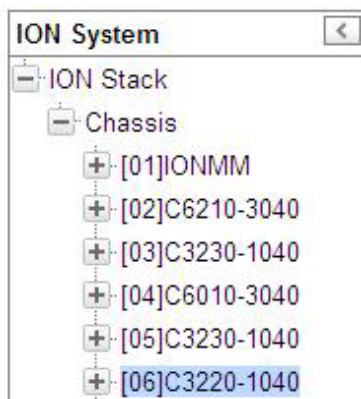 ION System
ION Stack
Chassis
[01]IONMM
[02]C6210-3040
[03]C3230-1040
[04]C6010-3040
[05]C3230-1040
[06]C3220-1040